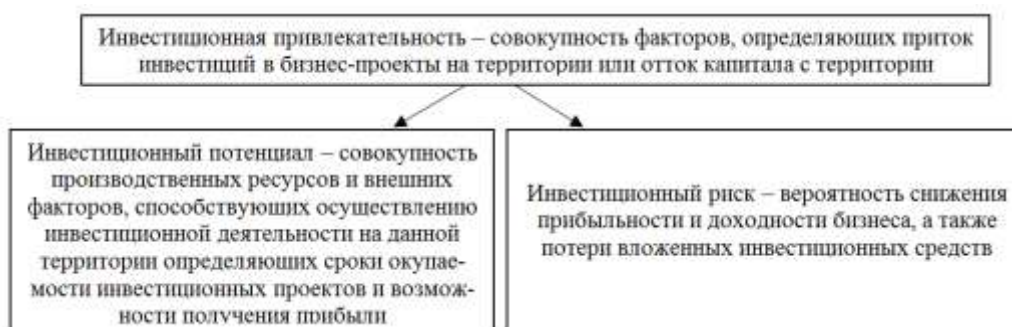 Инвестиционная привлекательность – совокупность факторов, определяющих приток
инвестиций в бизнес-проекты на территории или отток капитала с территории
Инвестиционный потенциал – совокупность
производственных ресурсов и внешних
факторов, способствующих осуществлению
инвестиционной деятельности на данной
территории определяющих сроки окупае-
мости инвестиционных проектов и возмож-
ности получения прибыли
Инвестиционный риск – вероятность снижения
прибыльности и доходности бизнеса, а также
потери вложенных инвестиционных средств